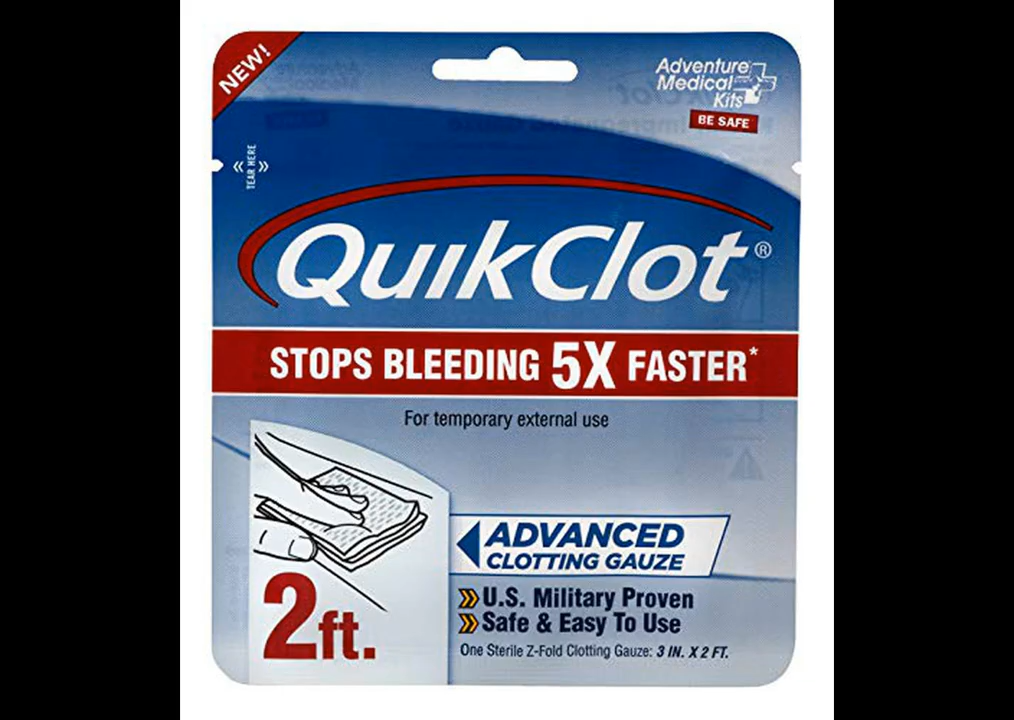 NEW!
Adventure
Medical
Kits
BE SAFE
TEAR HERE
QuikClot®
STOPS BLEEDING 5X FASTER*
For temporary external use
ADVANCED
CLOTTING GAUZE
U.S. Military Proven
Safe & Easy To Use
2ft.
One Sterile Z-Fold Clotting Gauze: 3 IN. X 2 FT.